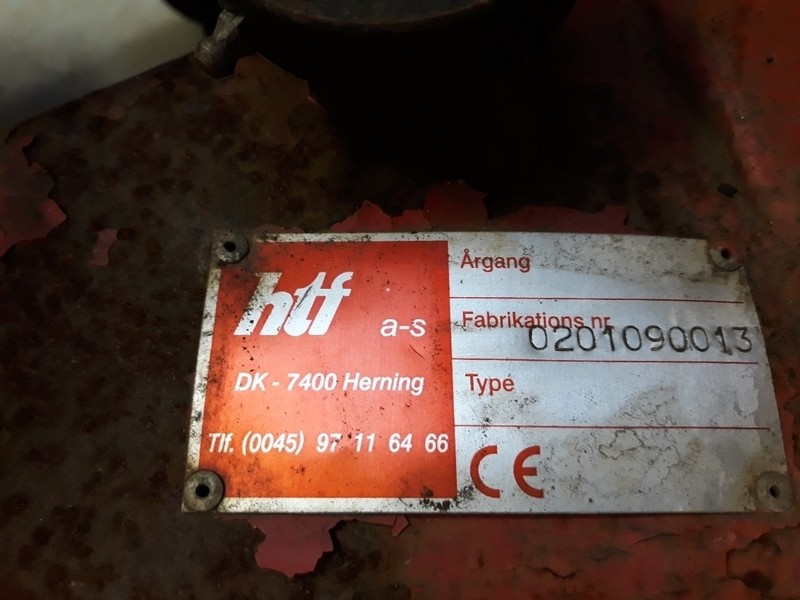 htf a-s
DK - 7400 Herning
Tlf. (0045) 97 11 64 66
Årgang
Fabrikations nr.
0201090013
Type
CE